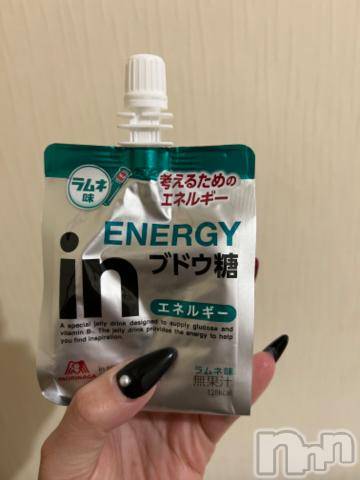 ラムネ
味
考えるための
エネルギー
ENERGY
in
ブドウ糖
エネルギー
A special jelly drink designed to supply glucose and
vitamin B. The jelly drink provides the energy to help
you find inspiration.
MORINAGA
ラムネ味
無果汁
nnn